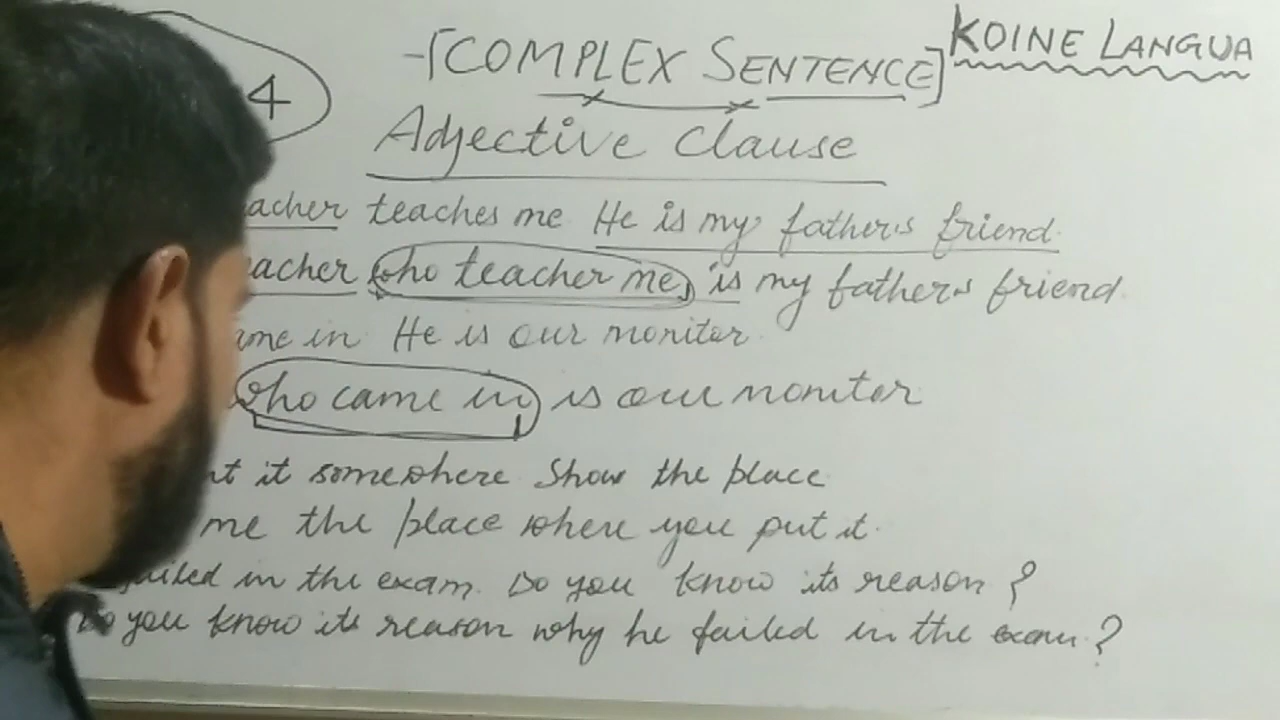 KOINE LANGUA
-[COMPLEX SENTENCE]
4
Adjective Clause
acher teaches me He is my father's friend.
acher who teacher me, is my father's friend.
ame in. He is our monitor.
who came in is our monitor
it somewhere Show the place
me the place where you put it.
failed in the exam. Do you know its reason ?
Do you know its reason why he failed in the exam.?